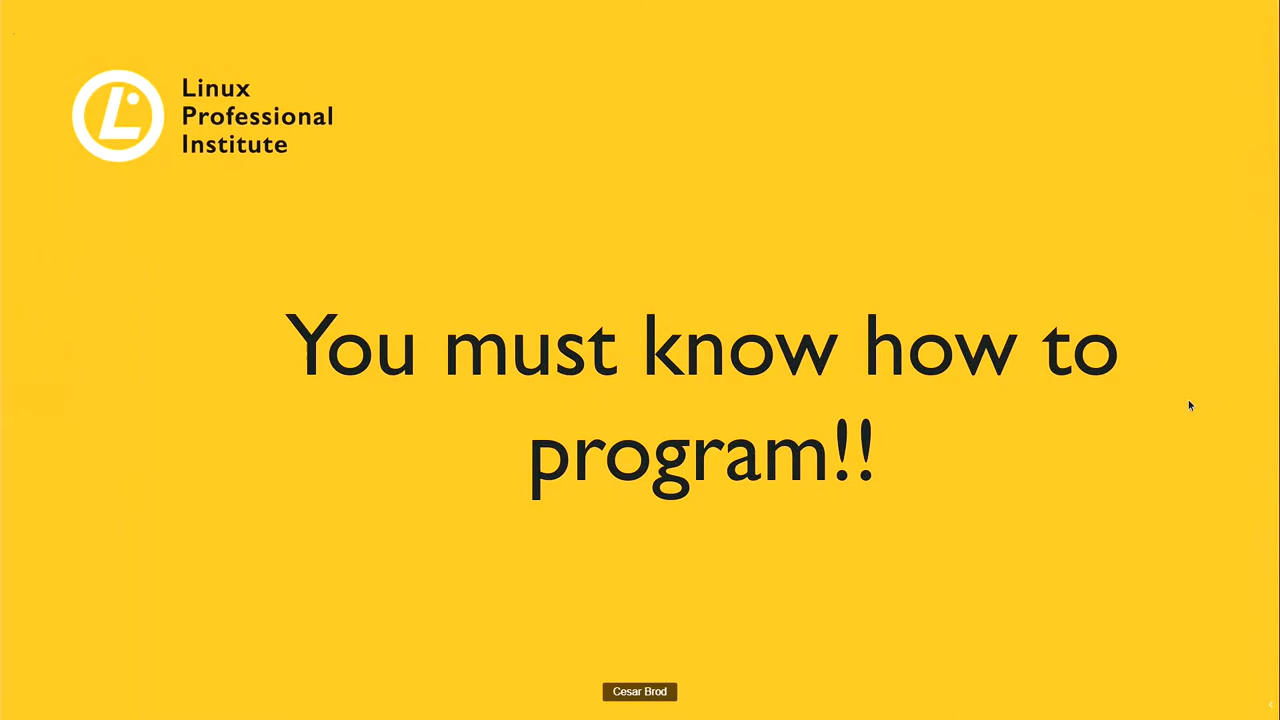 Linux
Professional
Institute
You must know how to
program!!
Cesar Brod